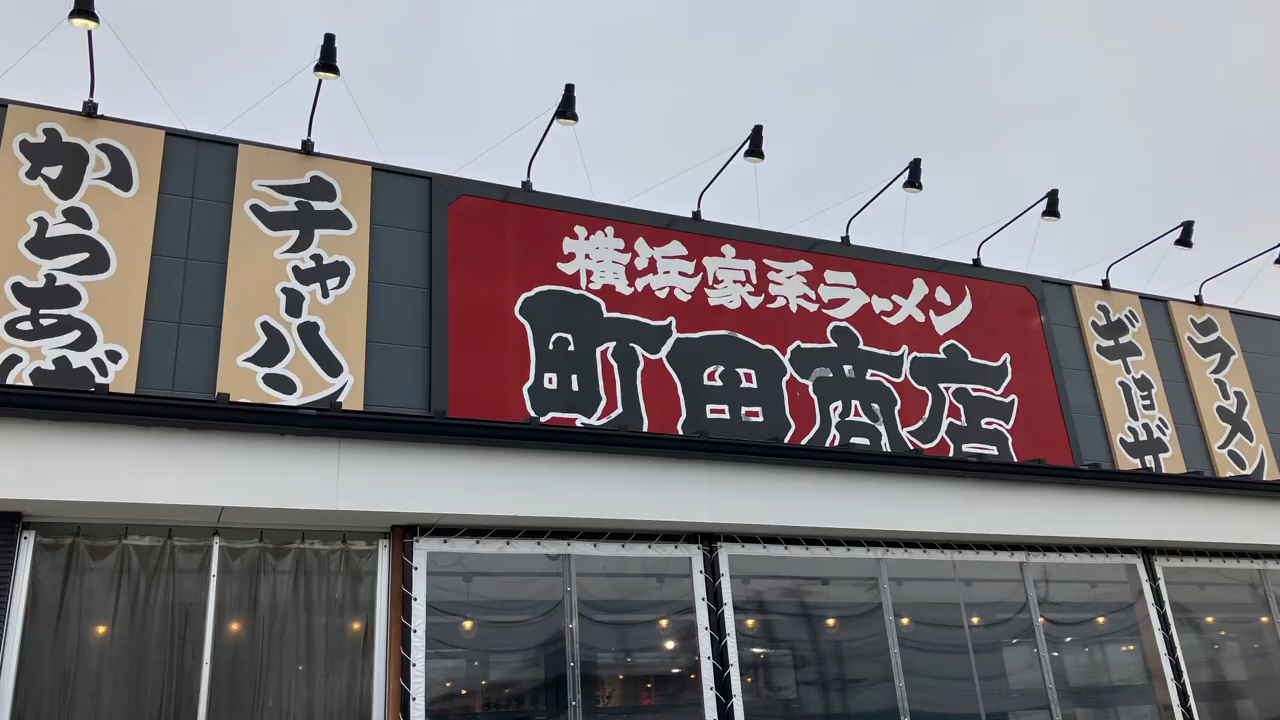 からあげ
チャーハン
横浜家系ラーメン
町田商店
ギョーザ
ラーメン